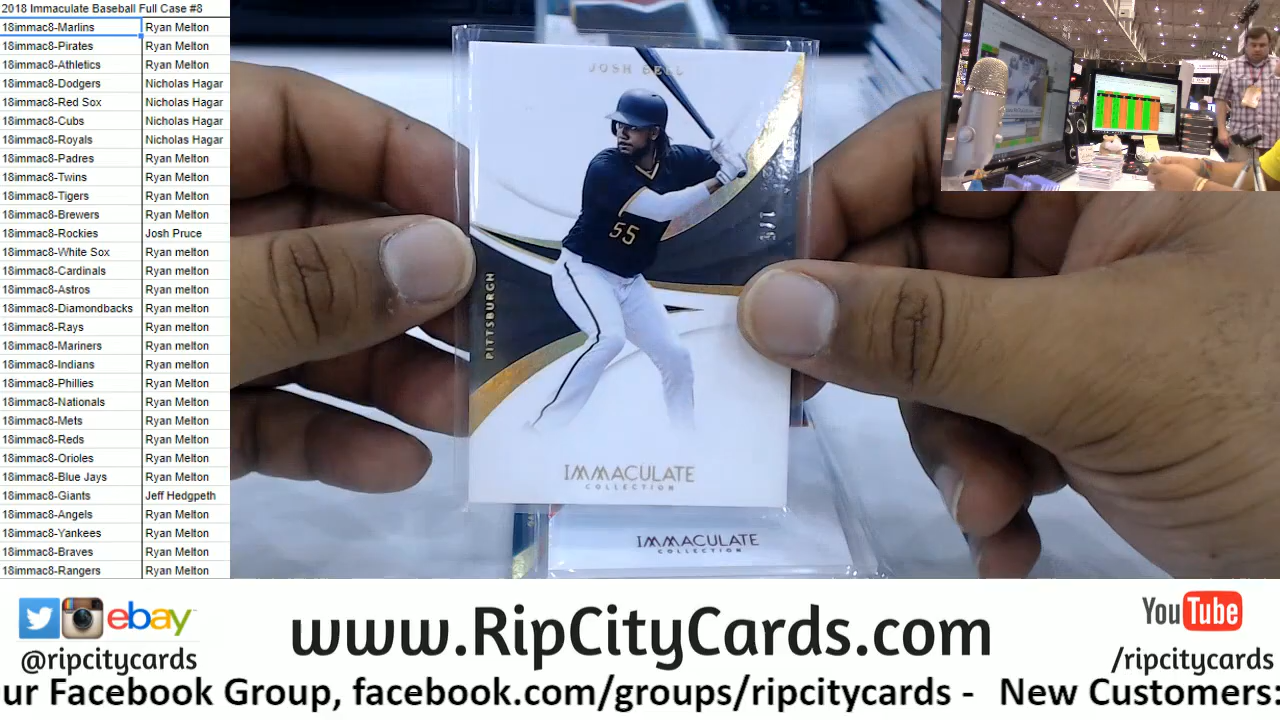 2018 Immaculate Baseball Full Case #8
18immac8-Marlins Ryan Melton
18immac8-Pirates Ryan Melton
18immac8-Athletics Ryan Melton
18immac8-Dodgers Nicholas Hagar
18immac8-Red Sox Nicholas Hagar
18immac8-Cubs Nicholas Hagar
18immac8-Royals Nicholas Hagar
18immac8-Padres Ryan Melton
18immac8-Twins Ryan Melton
18immac8-Tigers Ryan Melton
18immac8-Brewers Ryan Melton
18immac8-Rockies Josh Pruce
18immac8-White Sox Ryan melton
18immac8-Cardinals Ryan melton
18immac8-Astros Ryan melton
18immac8-Diamondbacks Ryan melton
18immac8-Rays Ryan melton
18immac8-Mariners Ryan melton
18immac8-Indians Ryan melton
18immac8-Phillies Ryan Melton
18immac8-Nationals Ryan Melton
18immac8-Mets Ryan Melton
18immac8-Reds Ryan Melton
18immac8-Orioles Ryan Melton
18immac8-Blue Jays Ryan Melton
18immac8-Giants Jeff Hedgpeth
18immac8-Angels Ryan Melton
18immac8-Yankees Ryan Melton
18immac8-Braves Ryan Melton
18immac8-Rangers Ryan Melton
JOSH BELL
55
PITTSBURGH
IMMACULATE
COLLECTION
IMMACULATE
COLLECTION
ebay
@ripcitycards
www.RipCityCards.com
YouTube
/ripcitycards
ur Facebook Group, facebook.com/groups/ripcitycards - New Customers: